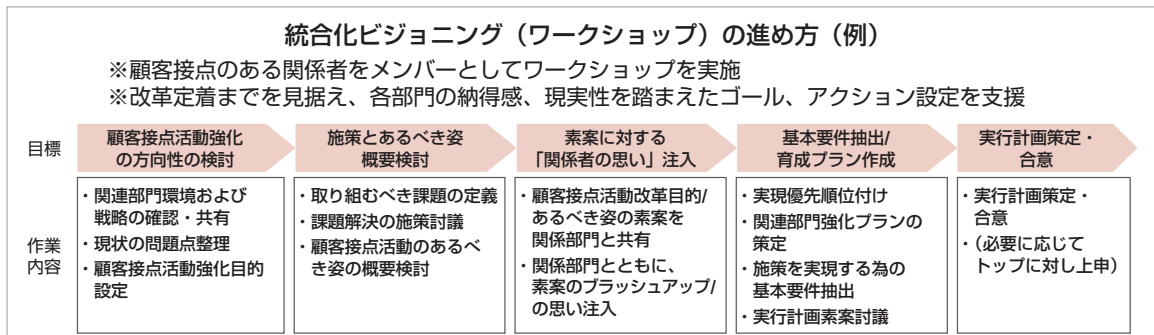 統合化ビジョニング（ワークショップ）の進め方（例）
※顧客接点のある関係者をメンバーとしてワークショップを実施
※改革定着までを見据え、各部門の納得感、現実性を踏まえたゴール、アクション設定を支援
目標
顧客接点活動強化
の方向性の検討
施策とあるべき姿
概要検討
素案に対する
「関係者の思い」注入
基本要件抽出/
育成プラン作成
実行計画策定・
合意
作業
内容
・関連部門環境および
戦略の確認・共有
・現状の問題点整理
・顧客接点活動強化目的
設定
・取り組むべき課題の定義
・課題解決の施策討議
・顧客接点活動のあるべ
き姿の概要検討
・顧客接点活動改革目的/
あるべき姿の素案を
関係部門と共有
・関係部門とともに、
素案のブラッシュアップ/
の思い注入
・実現優先順位付け
・関連部門強化プランの
策定
・施策を実現する為の
基本要件抽出
・実行計画素案討議
・実行計画策定・
合意
・（必要に応じて
トップに対し上申）